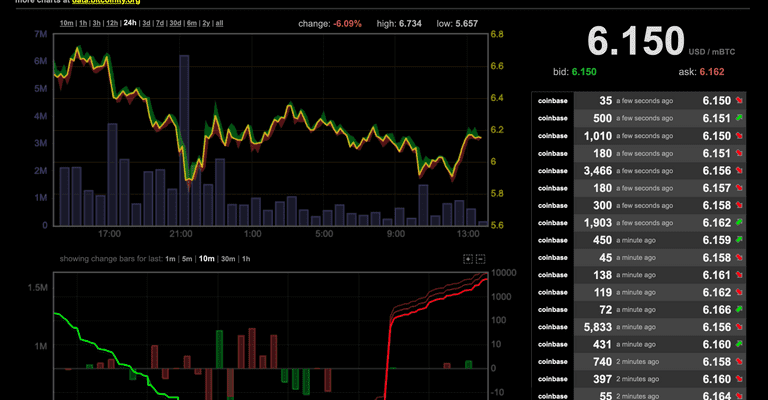 more charts at data.bitcoinity.org
10m | 1h | 3h | 12h | 24h | 3d | 7d | 30d | 6m | 2y | all
change: -6.09% high: 6.734 low: 5.657
7M
6M
5M
4M
3M
2M
1M
0
6.8
6.6
6.4
6.2
6
5.8
5.6
17:00 21:00 1:00 5:00 9:00 13:00
showing change bars for last: 1m | 5m | 10m | 30m | 1h
1.5M
1M
10000
1000
100
10
0
-10
6.150 USD / mBTC
bid: 6.150 ask: 6.162
coinbase 35 a few seconds ago 6.150
coinbase 500 a few seconds ago 6.151
coinbase 1,010 a few seconds ago 6.150
coinbase 180 a few seconds ago 6.151
coinbase 3,466 a few seconds ago 6.156
coinbase 180 a few seconds ago 6.157
coinbase 300 a few seconds ago 6.158
coinbase 1,903 a few seconds ago 6.162
coinbase 450 a minute ago 6.159
coinbase 45 a minute ago 6.158
coinbase 138 a minute ago 6.161
coinbase 119 a minute ago 6.162
coinbase 72 a minute ago 6.166
coinbase 5,833 a minute ago 6.156
coinbase 431 a minute ago 6.160
coinbase 740 2 minutes ago 6.158
coinbase 397 2 minutes ago 6.160
coinbase 55 2 minutes ago 6.164